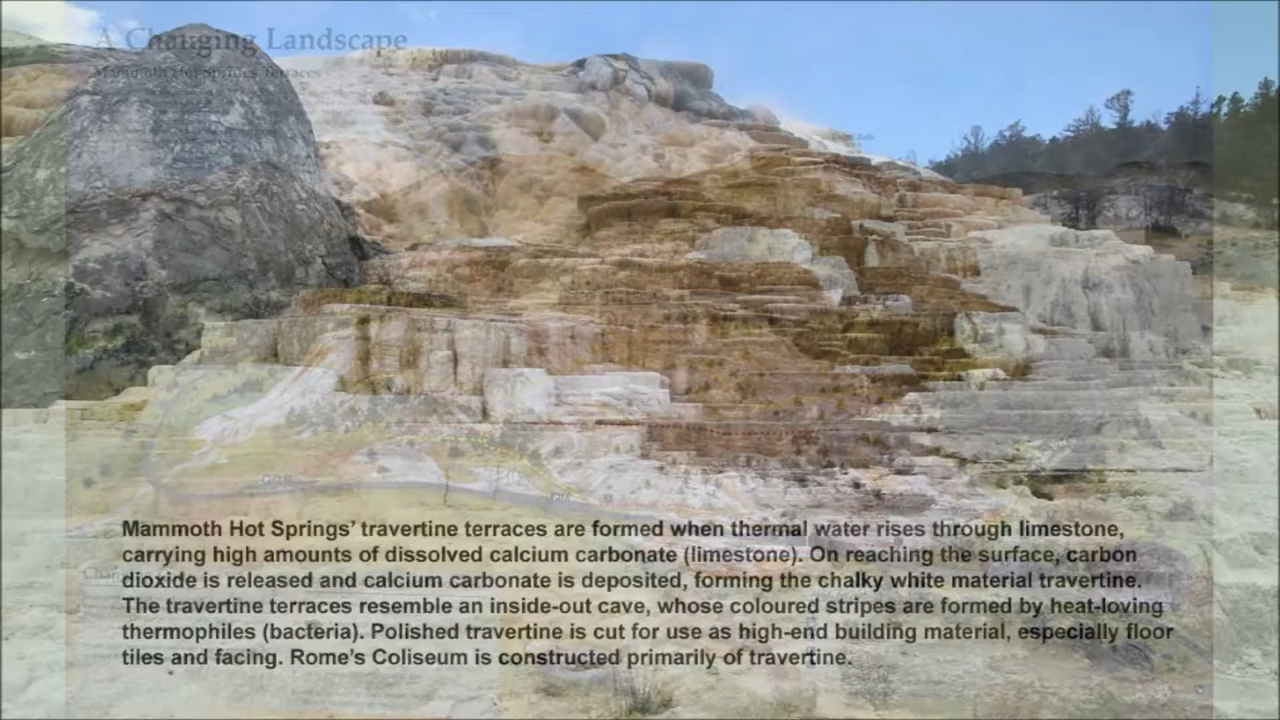 A Changing Landscape
Mammoth Hot Springs Terraces
Mammoth Hot Springs’ travertine terraces are formed when thermal water rises through limestone,
carrying high amounts of dissolved calcium carbonate (limestone). On reaching the surface, carbon
dioxide is released and calcium carbonate is deposited, forming the chalky white material travertine.
The travertine terraces resemble an inside-out cave, whose coloured stripes are formed by heat-loving
thermophiles (bacteria). Polished travertine is cut for use as high-end building material, especially floor
tiles and facing. Rome’s Coliseum is constructed primarily of travertine.